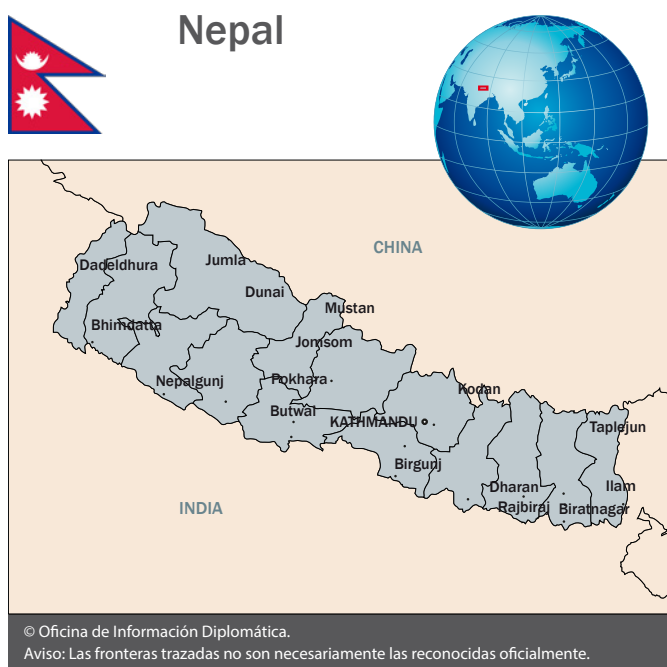 Nepal
CHINA
Dadeldhura
Jumla
Dunai
Mustan
Bhimdatta
Jomsom
Nepalgunj
Pokhara
Kodan
Butwal
KATHMANDU
Taplejun
Birgunj
Dharan
Ilam
INDIA
Rajbiraj
Biratnagar
© Oficina de Información Diplomática.
Aviso: Las fronteras trazadas no son necesariamente las reconocidas oficialmente.